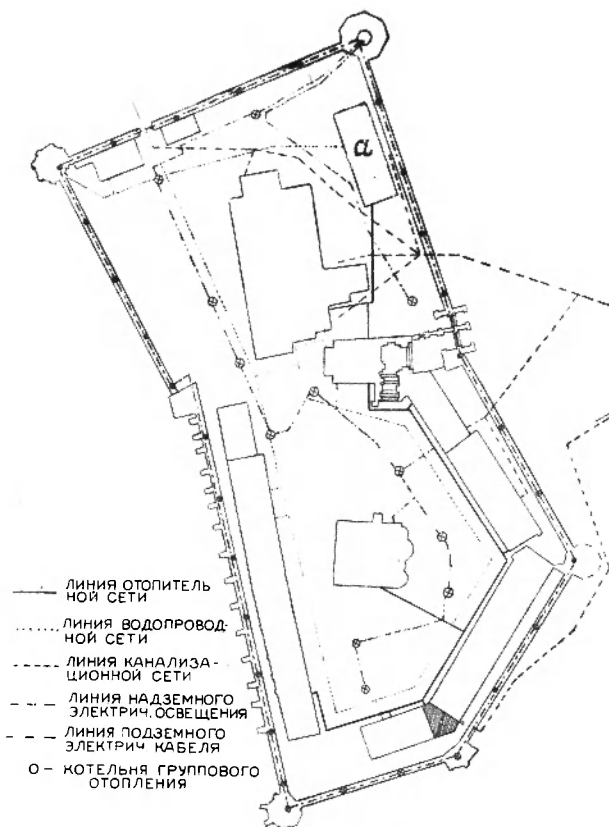 а
ЛИНИЯ ОТОПИТЕЛЬ
НОЙ СЕТИ
ЛИНИЯ ВОДОПРОВОД-
НОЙ СЕТИ
ЛИНИЯ КАНАЛИЗА-
ЦИОННОЙ СЕТИ
ЛИНИЯ НАДЗЕМНОГО
ЭЛЕКТРИЧ. ОСВЕЩЕНИЯ
ЛИНИЯ ПОДЗЕМНОГО
ЭЛЕКТРИЧ КАБЕЛЯ
О - КОТЕЛЬНЯ ГРУППОВОГО
ОТОПЛЕНИЯ